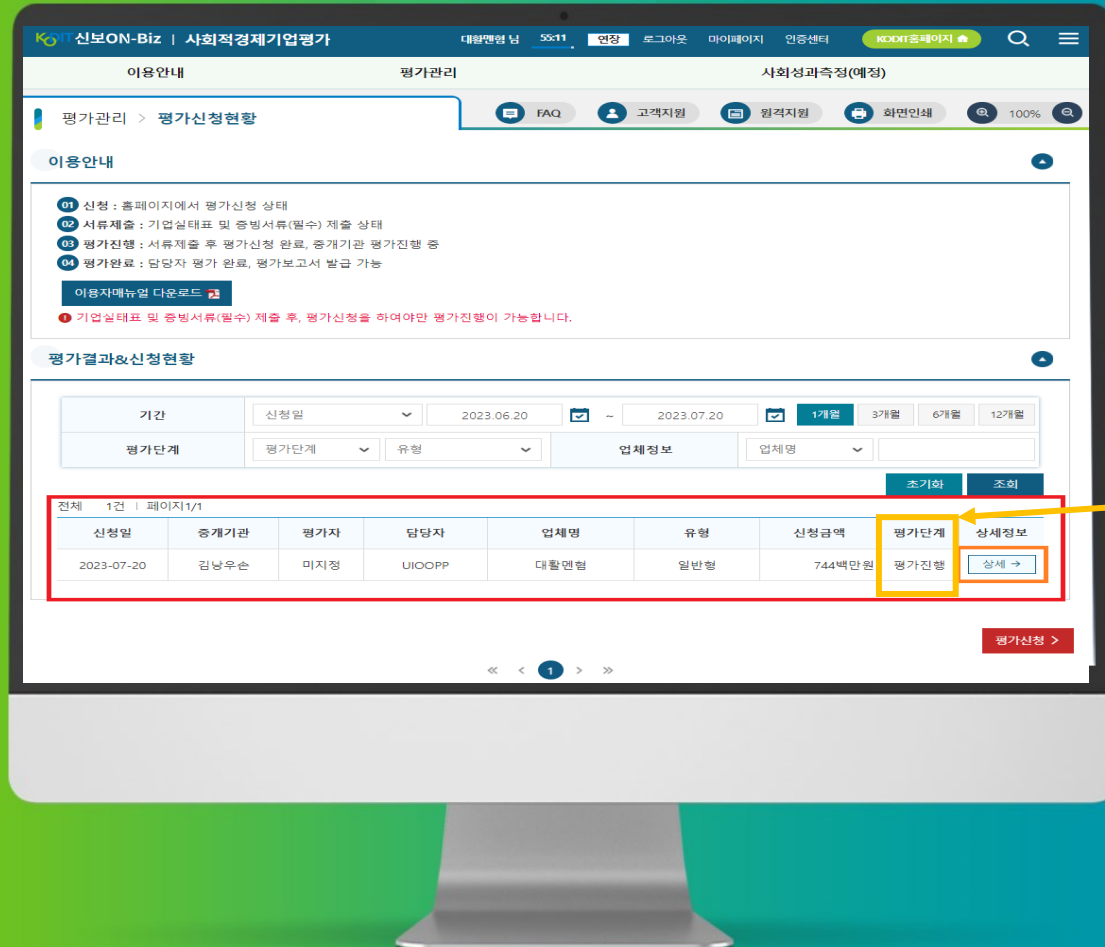 KODIT 신보ON-Biz | 사회적경제기업평가 대활멘협 님 55:11 연장 로그아웃 마이페이지 인증센터 KODIT홈페이지
이용안내 평가관리 사회성과측정(예정)
평가관리 > 평가신청현황 FAQ 고객지원 원격지원 화면인쇄 100%
이용안내
01 신청 : 홈페이지에서 평가신청 상태
02 서류제출 : 기업실태표 및 증빙서류(필수) 제출 상태
03 평가진행 : 서류제출 후 평가신청 완료, 중개기관 평가진행 중
04 평가완료 : 담당자 평가 완료, 평가보고서 발급 가능
이용자매뉴얼 다운로드
기업실태표 및 증빙서류(필수) 제출 후, 평가신청을 하여야만 평가진행이 가능합니다.
평가결과&신청현황
기간 신청일 2023.06.20 ~ 2023.07.20 1개월 3개월 6개월 12개월
평가단계 평가단계 유형 업체정보 업체명
초기화 조회
전체 1건 | 페이지1/1
신청일 중개기관 평가자 담당자 업체명 유형 신청금액 평가단계 상세정보
2023-07-20 김낭우손 미지정 UIOOPP 대활멘협 일반형 744백만원 평가진행 상세 →
평가신청 >
« < 1 > »